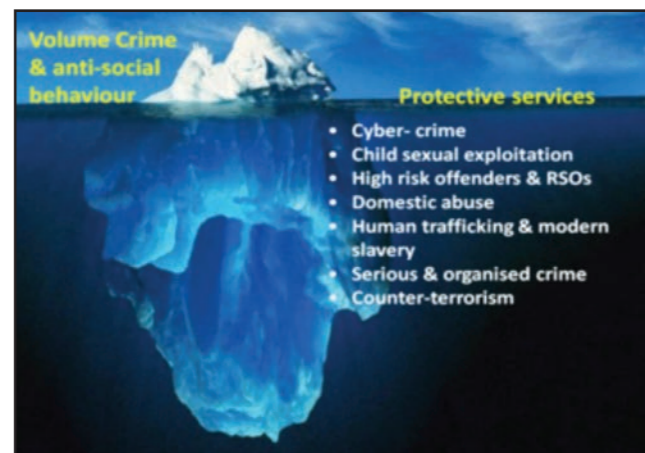 Volume Crime
& anti-social
behaviour
Protective services
• Cyber- crime
• Child sexual exploitation
• High risk offenders & RSOs
• Domestic abuse
• Human trafficking & modern
slavery
• Serious & organised crime
• Counter-terrorism